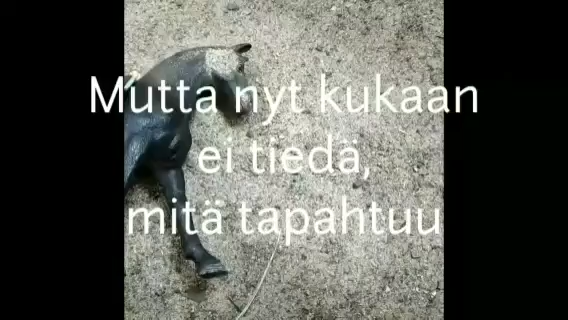 Mutta nyt kukaan
ei tiedä,
mitä tapahtuu